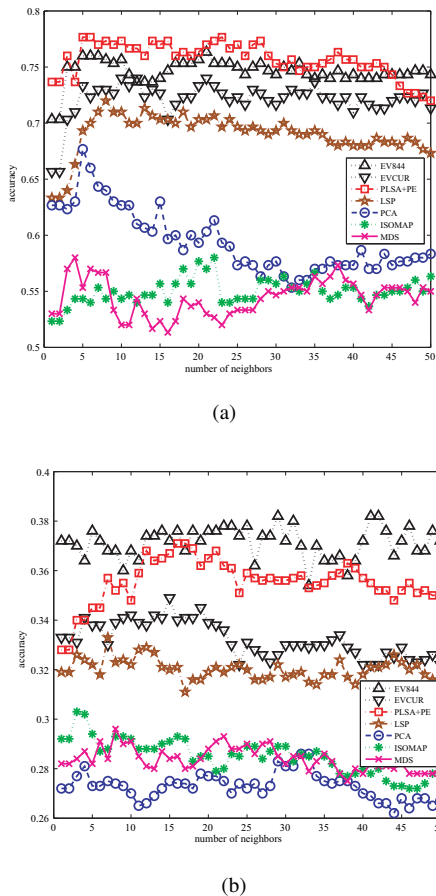 0.8
0.75
0.7
0.65
0.6
0.55
0.5
accuracy
EV844
EVCUR
PLSA+PE
LSP
PCA
ISOMAP
MDS
0 5 10 15 20 25 30 35 40 45 50
number of neighbors
(a)
0.4
0.38
0.36
0.34
0.32
0.3
0.28
0.26
accuracy
EV844
EVCUR
PLSA+PE
LSP
PCA
ISOMAP
MDS
0 5 10 15 20 25 30 35 40 45 50
number of neighbors
(b)